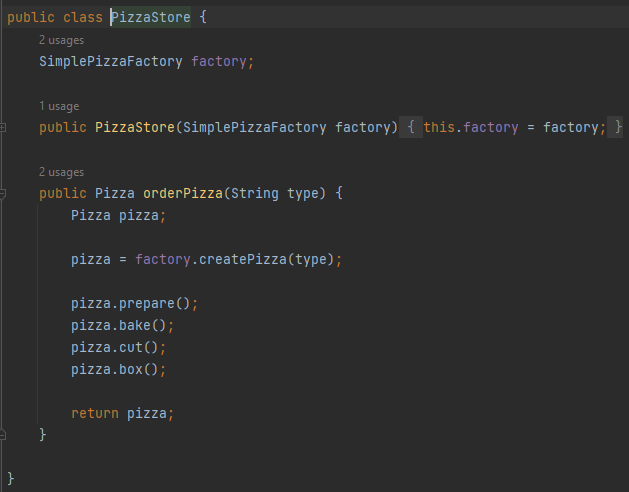 public class PizzaStore {
2 usages
SimplePizzaFactory factory;
1 usage
public PizzaStore(SimplePizzaFactory factory) { this.factory = factory; }
2 usages
public Pizza orderPizza(String type) {
Pizza pizza;
pizza = factory.createPizza(type);
pizza.prepare();
pizza.bake();
pizza.cut();
pizza.box();
return pizza;
}
}